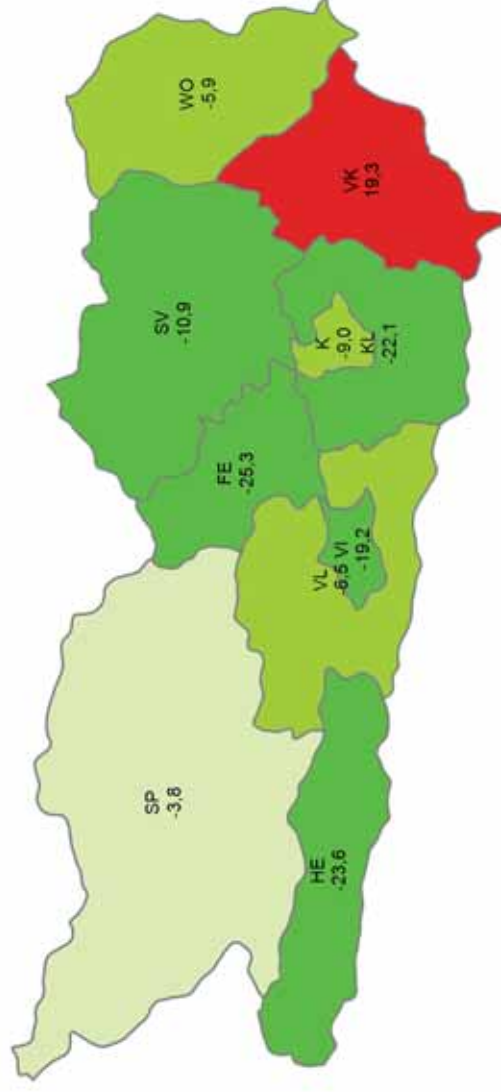 SP
-3,8
SV
-10,9
WO
-5,9
FE
-25,3
VK
19,3
K
-9,0
KL
-22,1
VL
-6,5
VI
-19,2
HE
-23,6